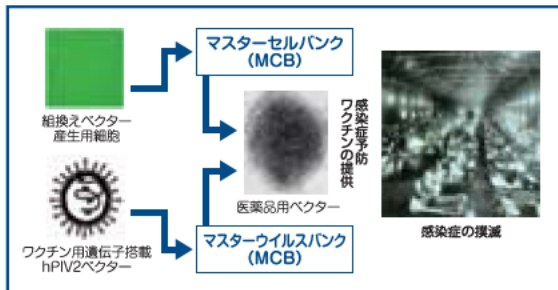 マスターセルバンク
(MCB)
組換えベクター
産生用細胞
感染症予防
ワクチンの提供
医薬品用ベクター
ワクチン用遺伝子搭載
hPIV2ベクター
マスターウイルスバンク
(MCB)
感染症の撲滅